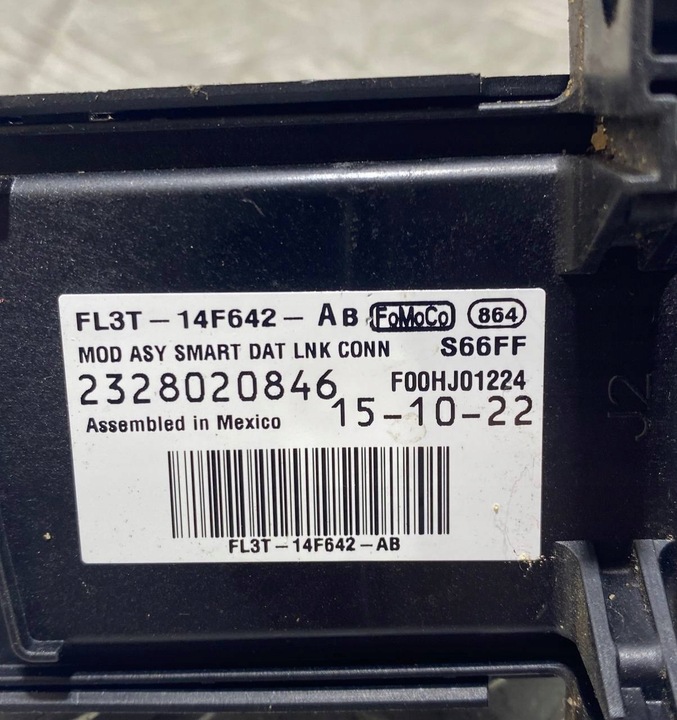 FL3T-14F642-AB FoMoCo 864
MOD ASY SMART DAT LNK CONN S66FF
2328020846 F00HJ01224
Assembled in Mexico 15-10-22
FL3T-14F642-AB
J2